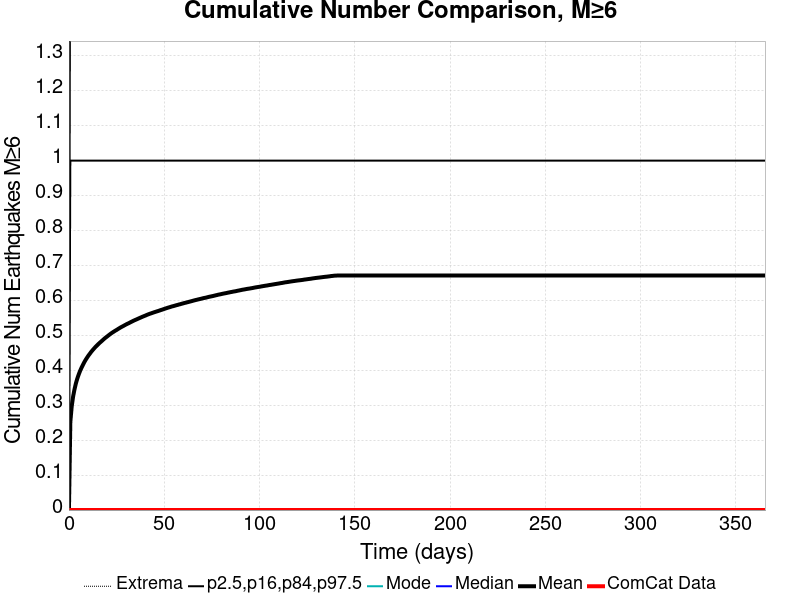 Cumulative Number Comparison, M≥6
Cumulative Num Earthquakes M≥6
1.3
1.2
1.1
1
0.9
0.8
0.7
0.6
0.5
0.4
0.3
0.2
0.1
0
0 50 100 150 200 250 300 350
Time (days)
Extrema p2.5,p16,p84,p97.5 Mode Median Mean ComCat Data